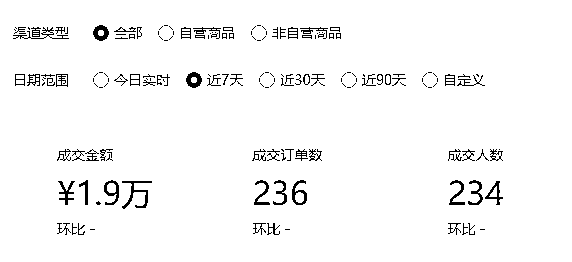 渠道类型 全部 自营商品 非自营商品
日期范围 今日实时 近7天 近30天 近90天 自定义
成交金额 成交订单数 成交人数
¥1.9万 236 234
环比 - 环比 - 环比 -